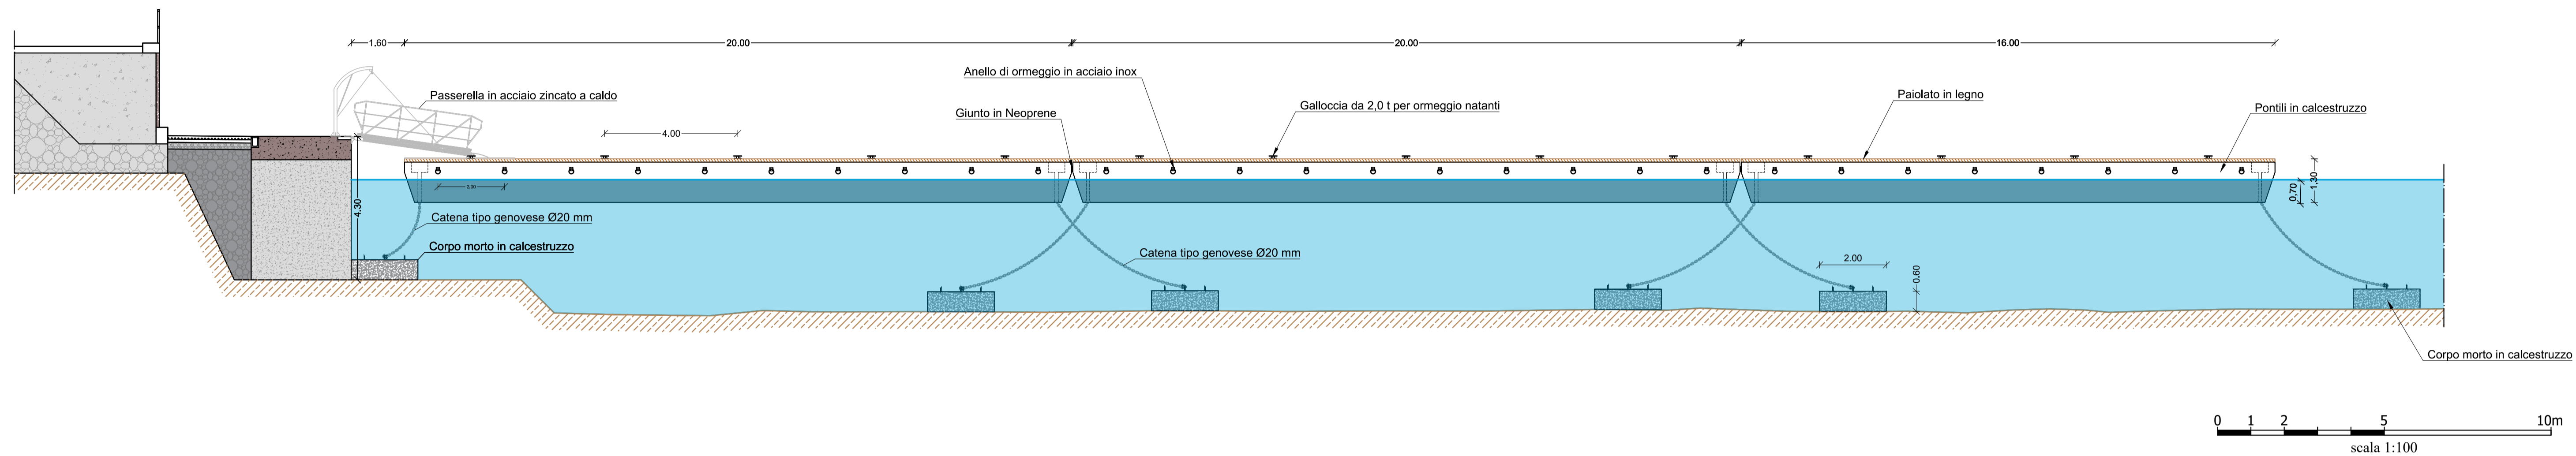 1.60
20.00
20.00
16.00
Anello di ormeggio in acciaio inox
Passerella in acciaio zincato a caldo
Paiolato in legno
Galloccia da 2,0 t per ormeggio natanti
Pontili in calcestruzzo
Giunto in Neoprene
4.00
2.00
4.30
0,70
1,30
Catena tipo genovese Ø20 mm
Corpo morto in calcestruzzo
Catena tipo genovese Ø20 mm
2.00
0.60
Corpo morto in calcestruzzo
0 1 2 5 10m
scala 1:100